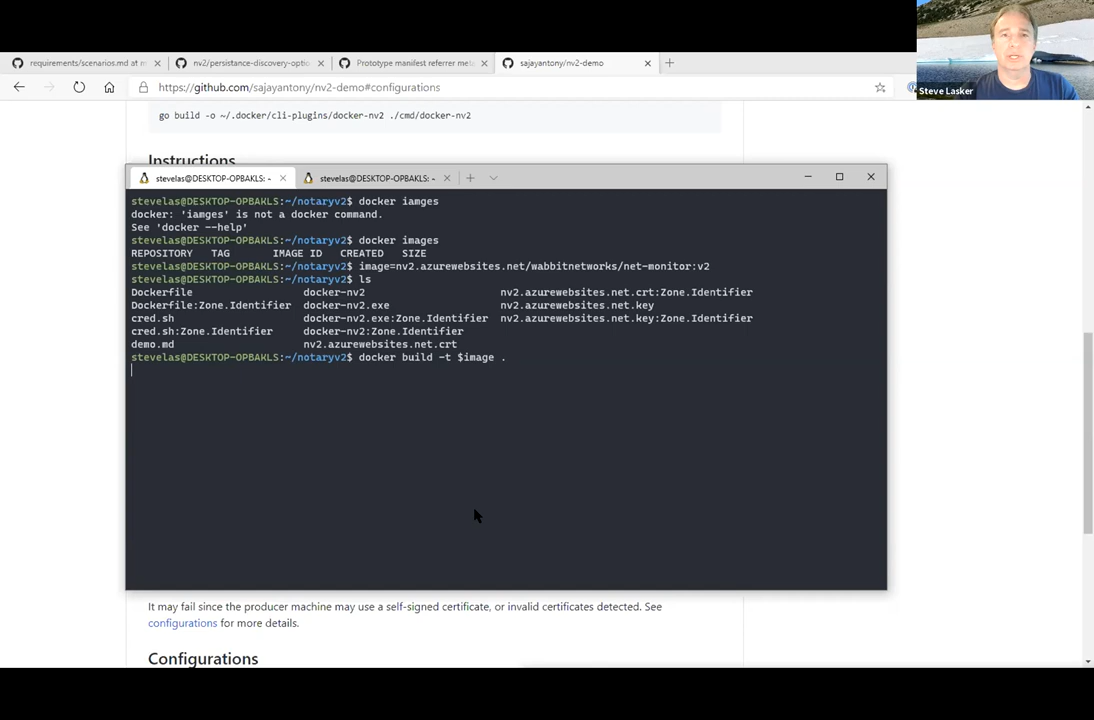 requirements/scenarios.md at m
nv2/persistance-discovery-optio
Prototype manifest referrer met
sajayantony/nv2-demo
https://github.com/sajayantony/nv2-demo#configurations
Steve Lasker
go build -o ~/.docker/cli-plugins/docker-nv2 ./cmd/docker-nv2
Instructions
stevelas@DESKTOP-OPBAKLS: ~
stevelas@DESKTOP-OPBAKLS: ~
stevelas@DESKTOP-OPBAKLS:~/notaryv2$ docker iamges
docker: 'iamges' is not a docker command.
See 'docker --help'
stevelas@DESKTOP-OPBAKLS:~/notaryv2$ docker images
REPOSITORY TAG IMAGE ID CREATED SIZE
stevelas@DESKTOP-OPBAKLS:~/notaryv2$ image=nv2.azurewebsites.net/wabbitnetworks/net-monitor:v2
stevelas@DESKTOP-OPBAKLS:~/notaryv2$ ls
Dockerfile docker-nv2 nv2.azurewebsites.net.crt:Zone.Identifier
Dockerfile:Zone.Identifier docker-nv2.exe nv2.azurewebsites.net.key
cred.sh docker-nv2.exe:Zone.Identifier nv2.azurewebsites.net.key:Zone.Identifier
cred.sh:Zone.Identifier docker-nv2:Zone.Identifier
demo.md nv2.azurewebsites.net.crt
stevelas@DESKTOP-OPBAKLS:~/notaryv2$ docker build -t $image .
It may fail since the producer machine may use a self-signed certificate, or invalid certificates detected. See
configurations for more details.
Configurations